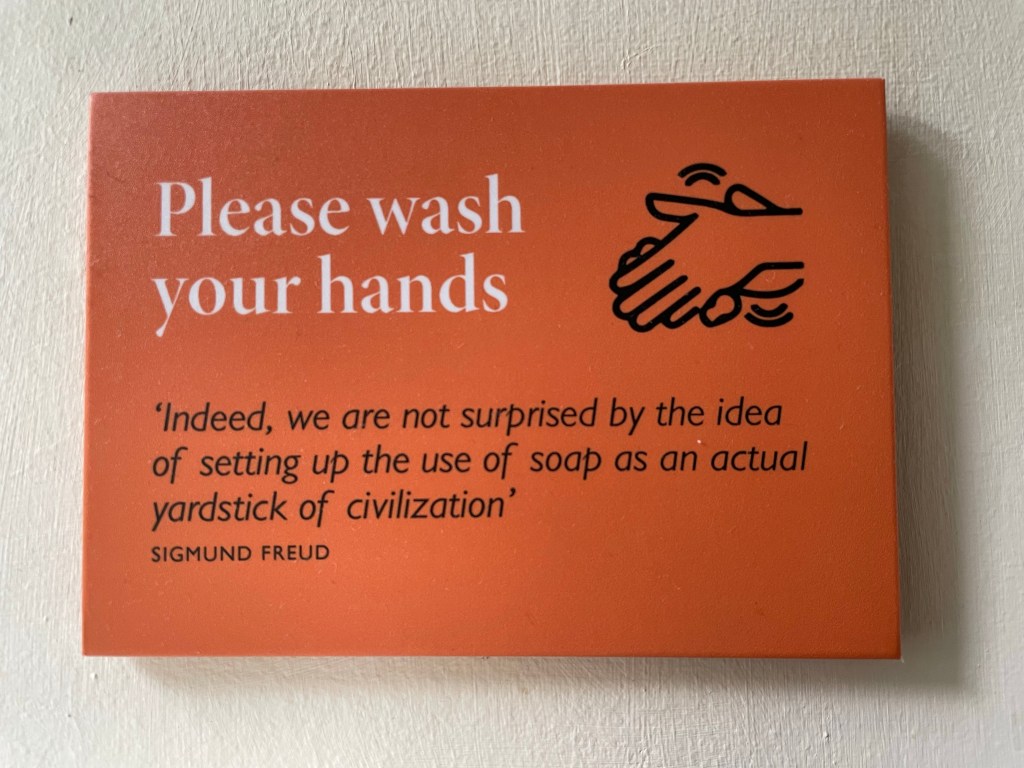 Please wash
your hands
‘Indeed, we are not surprised by the idea
of setting up the use of soap as an actual
yardstick of civilization’
SIGMUND FREUD